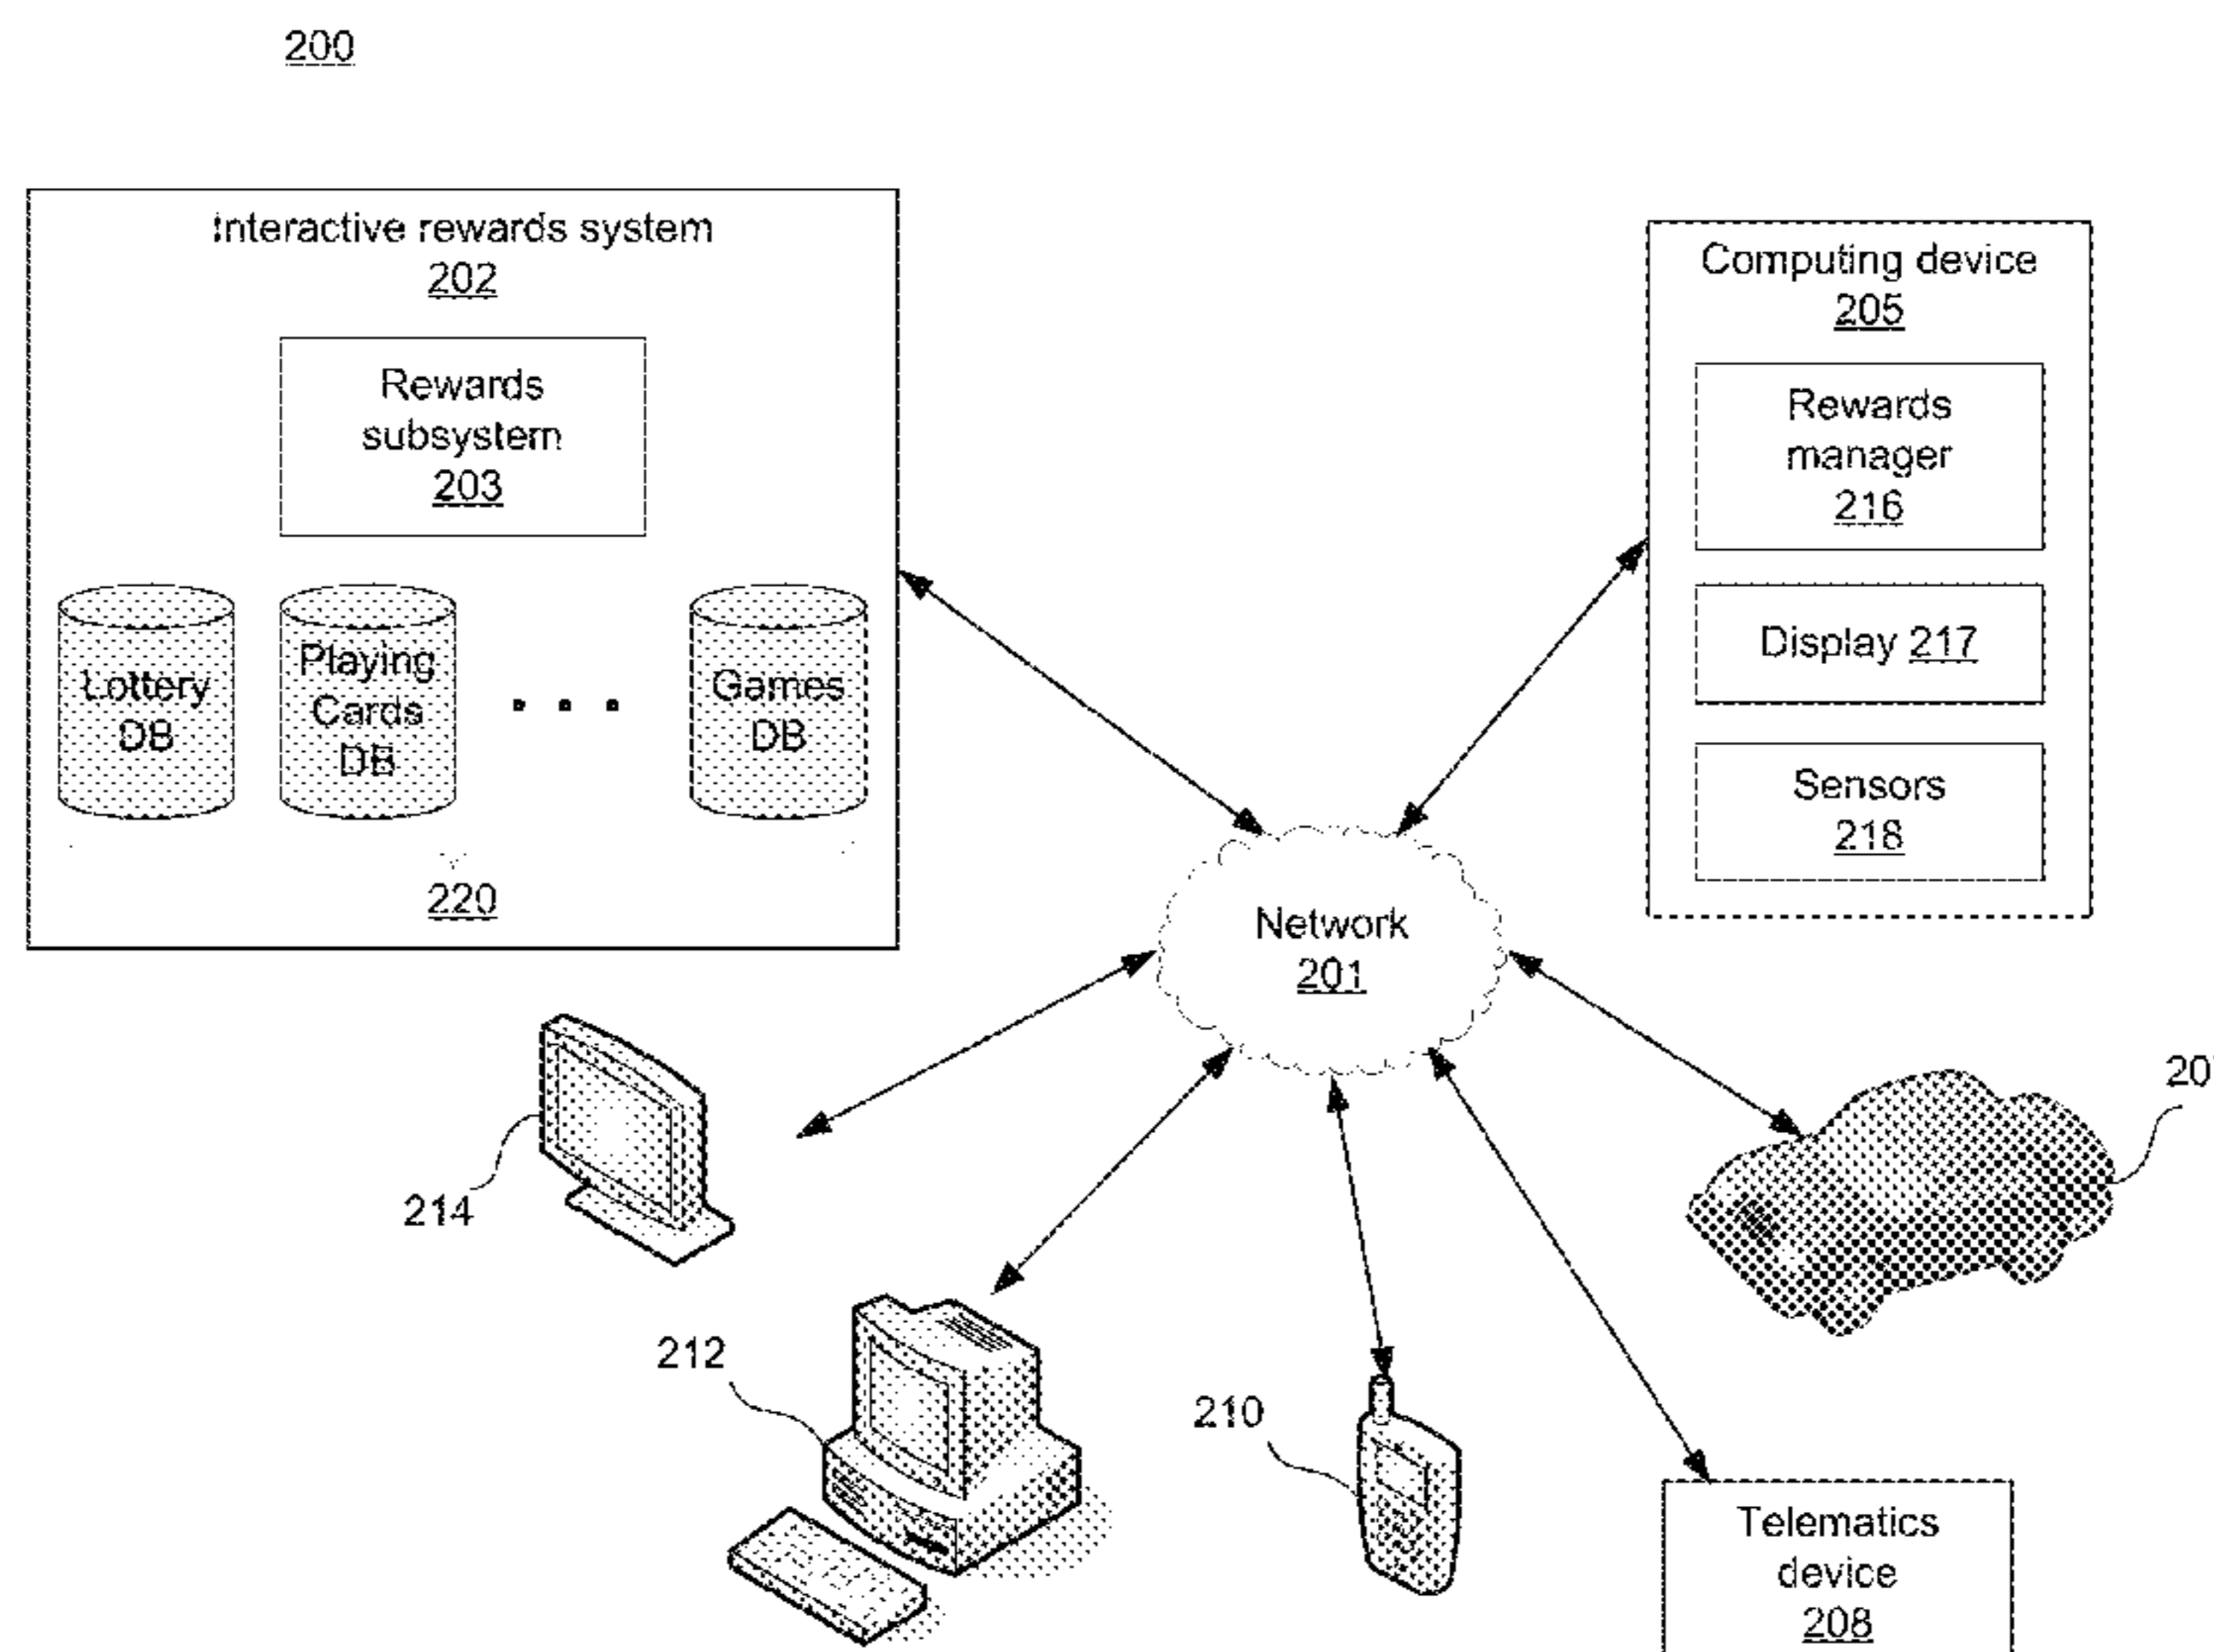 200
Interactive rewards system
202
Rewards
subsystem
203
Lottery
DB
Playing
Cards
DB
Games
DB
220
Computing device
205
Rewards
manager
216
Display 217
Sensors
218
Network
201
214
212
210
Telematics
device
208